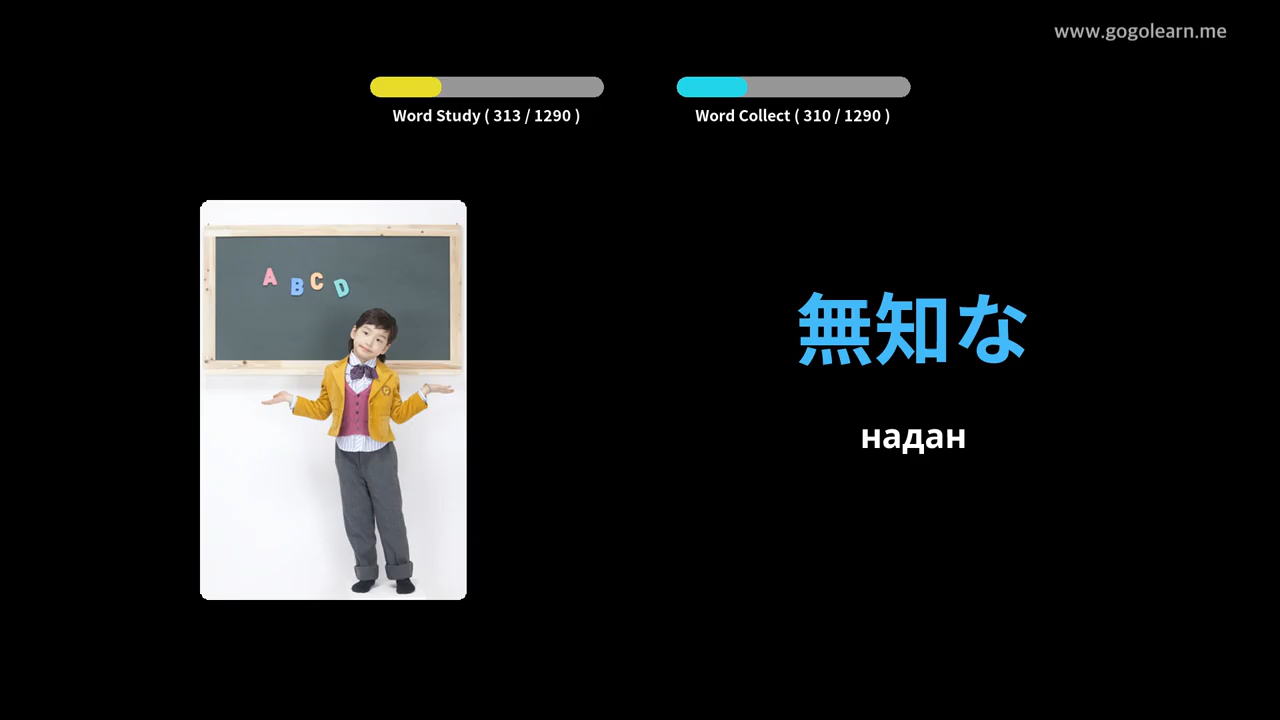 www.gogolearn.me
Word Study ( 313 / 1290 )
Word Collect ( 310 / 1290 )
A B C D
無知な
надан